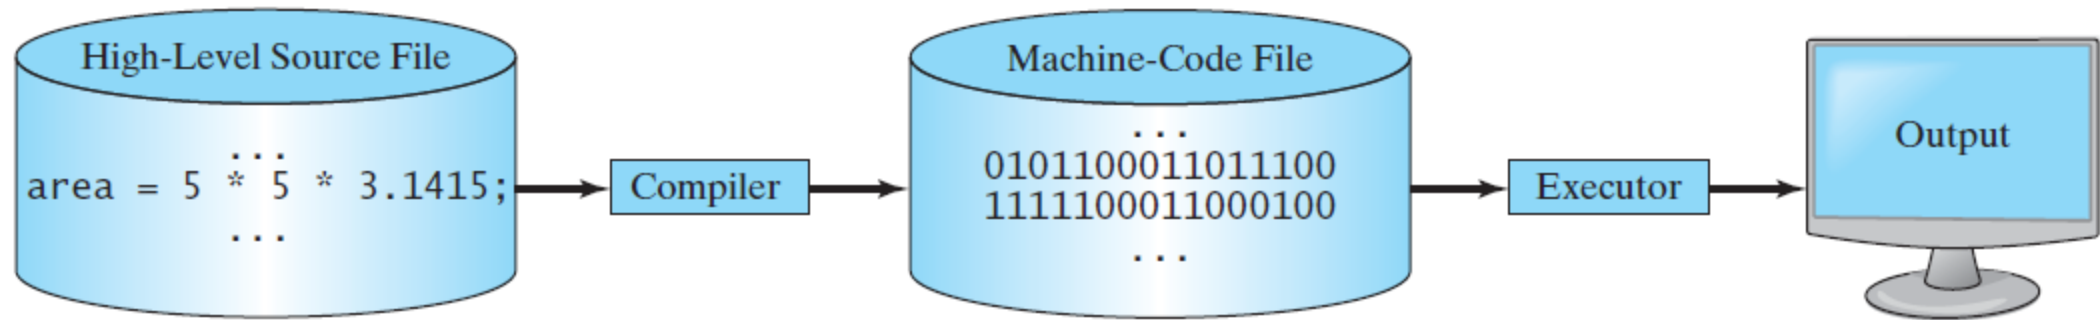 High-Level Source File
...
area = 5 * 5 * 3.1415;
...
Compiler
Machine-Code File
...
0101100011011100
1111100011000100
...
Executor
Output